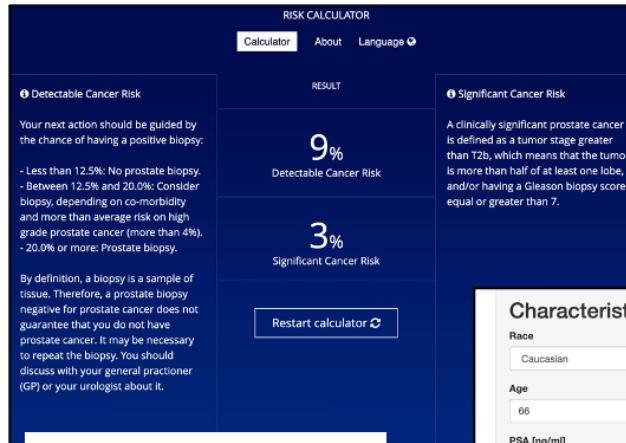 RISK CALCULATOR
Calculator About Language
Detectable Cancer Risk
Your next action should be guided by
the chance of having a positive biopsy:
- Less than 12.5%: No prostate biopsy.
- Between 12.5% and 20.0%: Consider
biopsy, depending on co-morbidity
and more than average risk on high
grade prostate cancer (more than 4%).
- 20.0% or more: Prostate biopsy.
By definition, a biopsy is a sample of
tissue. Therefore, a prostate biopsy
negative for prostate cancer does not
guarantee that you do not have
prostate cancer. It may be necessary
to repeat the biopsy. You should
discuss with your general practioner
(GP) or your urologist about it.
RESULT
9%
Detectable Cancer Risk
3%
Significant Cancer Risk
Restart calculator
Significant Cancer Risk
A clinically significant prostate cancer
is defined as a tumor stage greater
than T2b, which means that the tumo
is more than half of at least one lobe,
and/or having a Gleason biopsy score
equal or greater than 7.
Characterist
Race
Caucasian
Age
66
PSA [ng/ml]